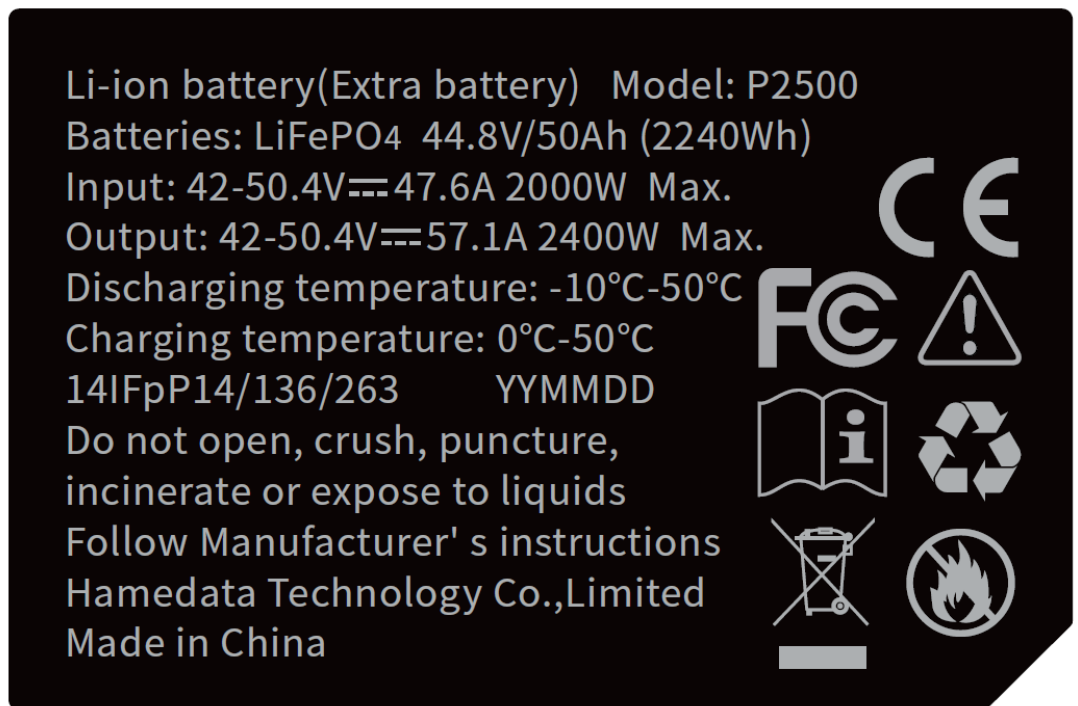 Li-ion battery(Extra battery) Model: P2500
Batteries: LiFePO4 44.8V/50Ah (2240Wh)
Input: 42-50.4V⎓47.6A 2000W Max.
Output: 42-50.4V⎓57.1A 2400W Max.
Discharging temperature: -10°C-50°C
Charging temperature: 0°C-50°C
14IFpP14/136/263 YYMMDD
Do not open, crush, puncture,
incinerate or expose to liquids
Follow Manufacturer' s instructions
Hamedata Technology Co.,Limited
Made in China
CE
FC